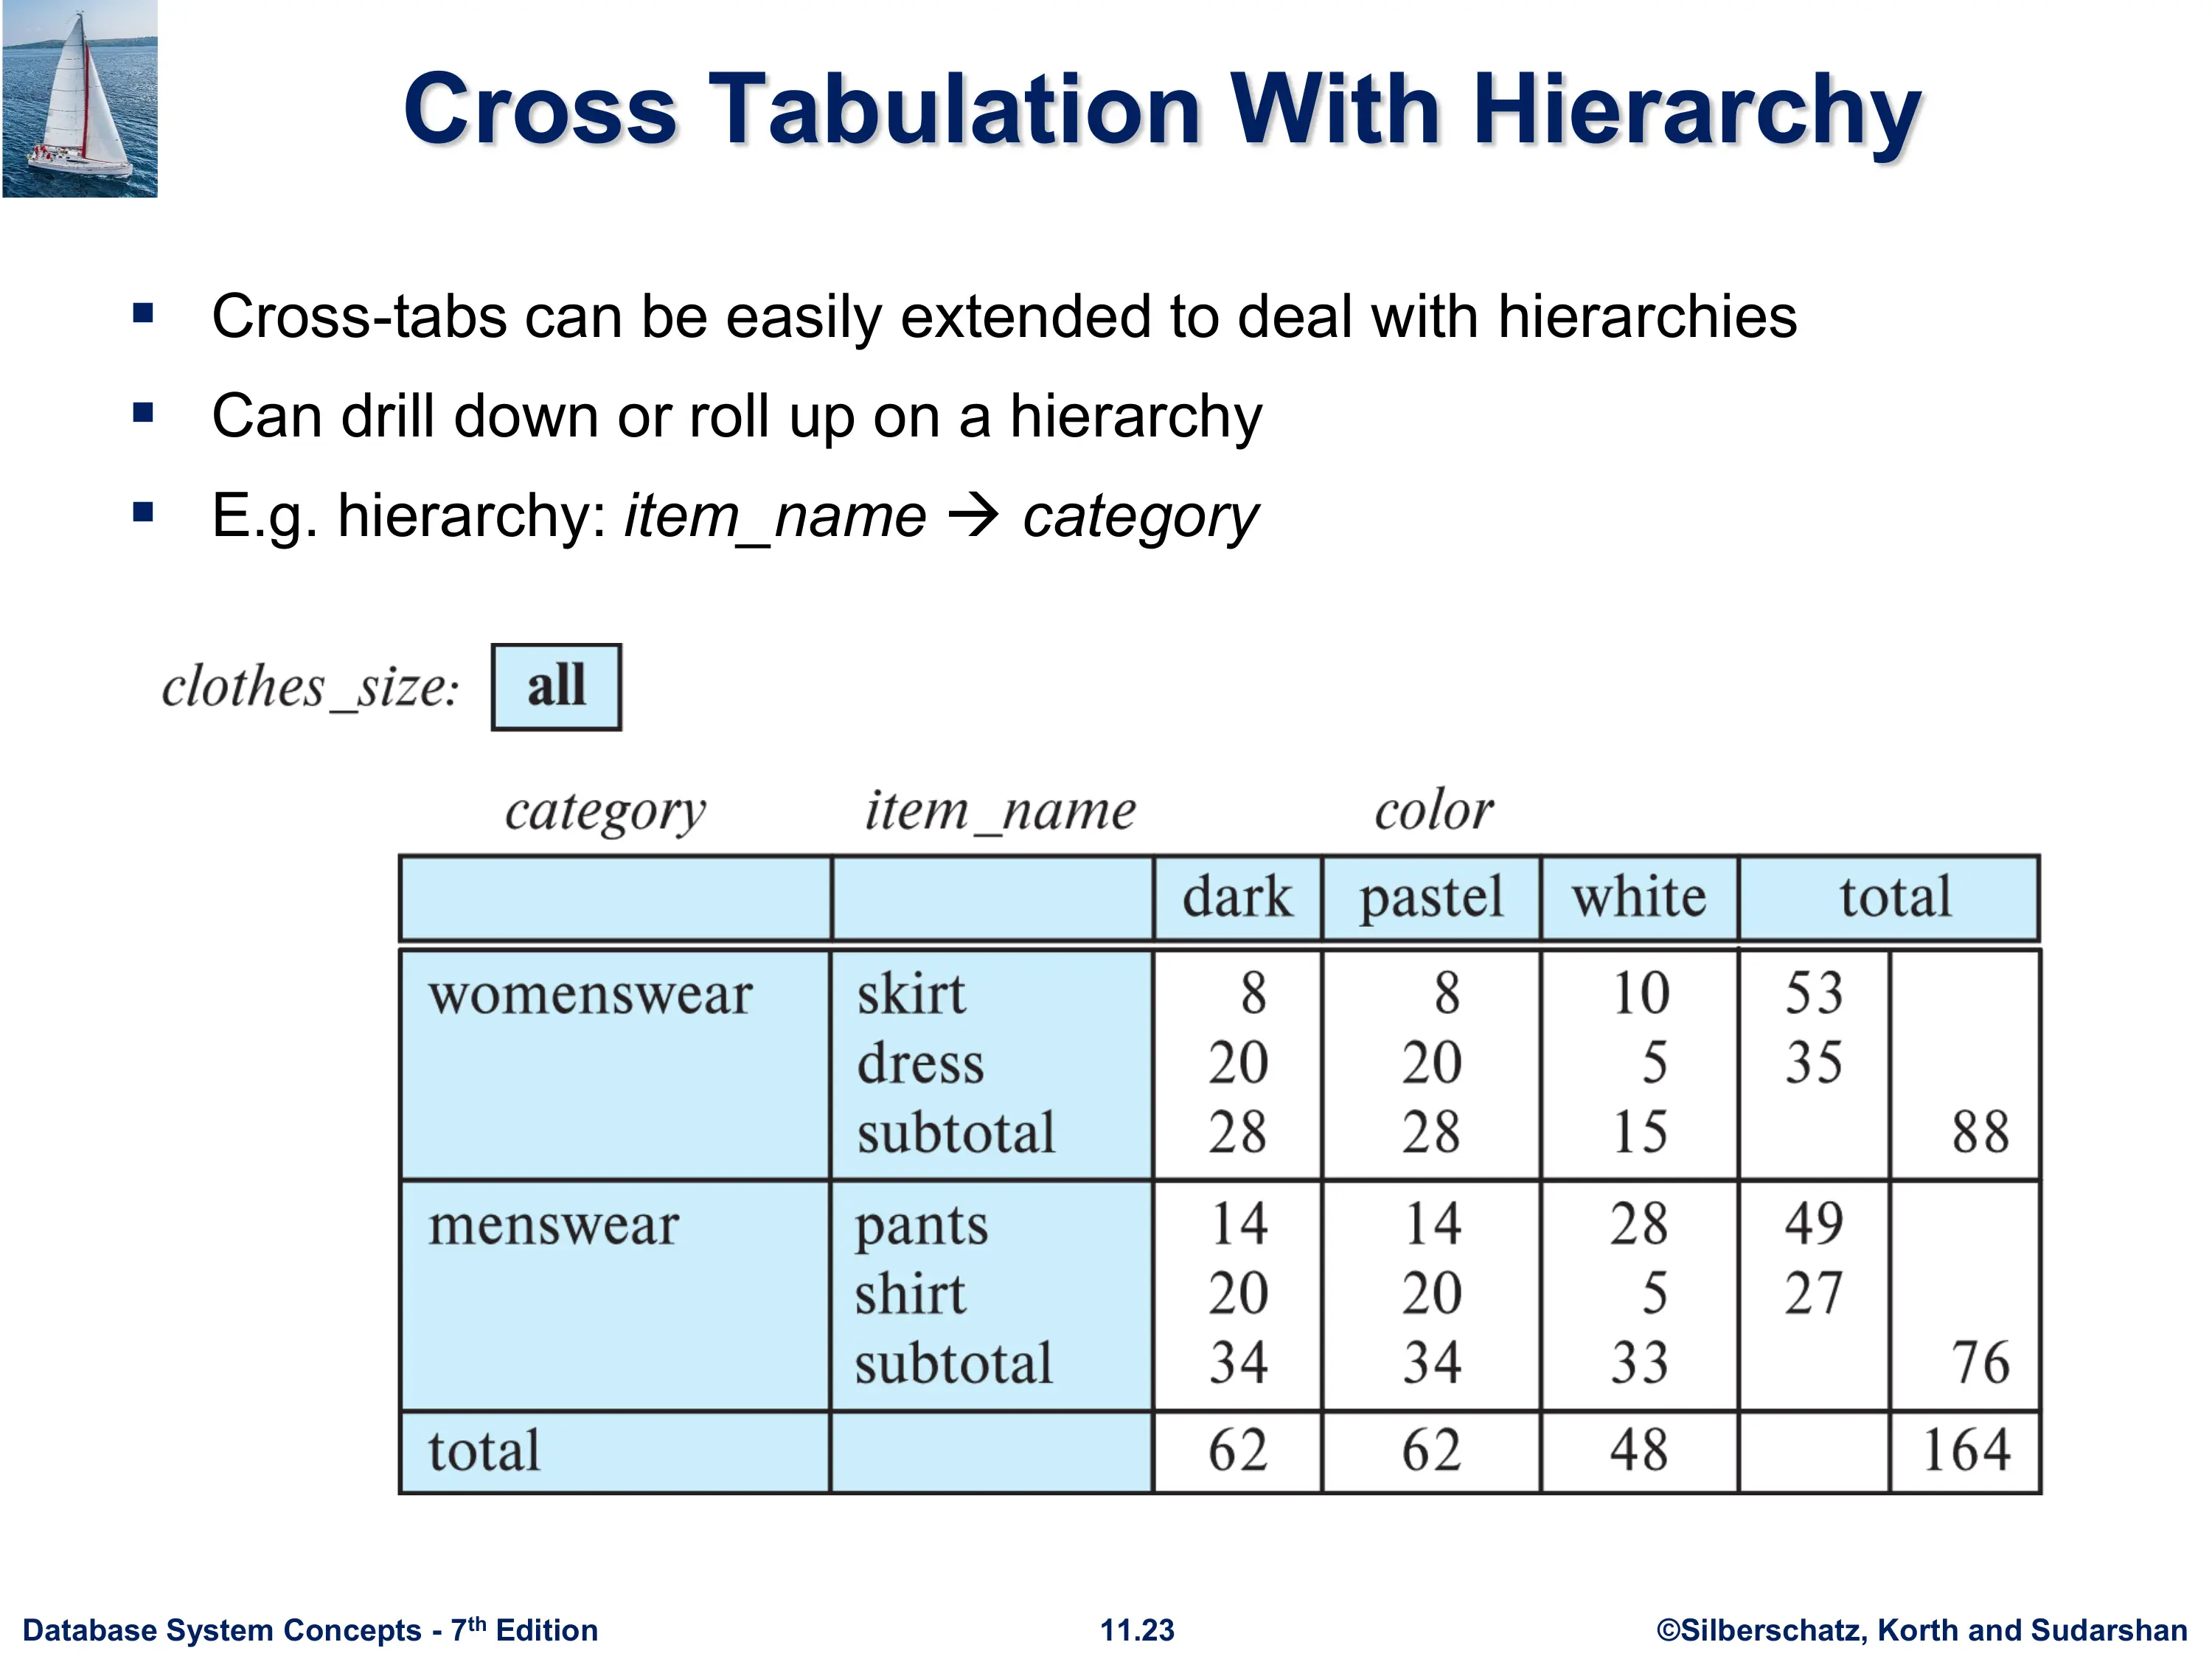 Cross Tabulation With Hierarchy
▪ Cross-tabs can be easily extended to deal with hierarchies
▪ Can drill down or roll up on a hierarchy
▪ E.g. hierarchy: item_name → category
clothes_size: all
category item_name color
dark pastel white total
womenswear skirt 8 8 10 53
dress 20 20 5 35
subtotal 28 28 15 88
menswear pants 14 14 28 49
shirt 20 20 5 27
subtotal 34 34 33 76
total 62 62 48 164
Database System Concepts - 7th Edition 11.23 ©Silberschatz, Korth and Sudarshan